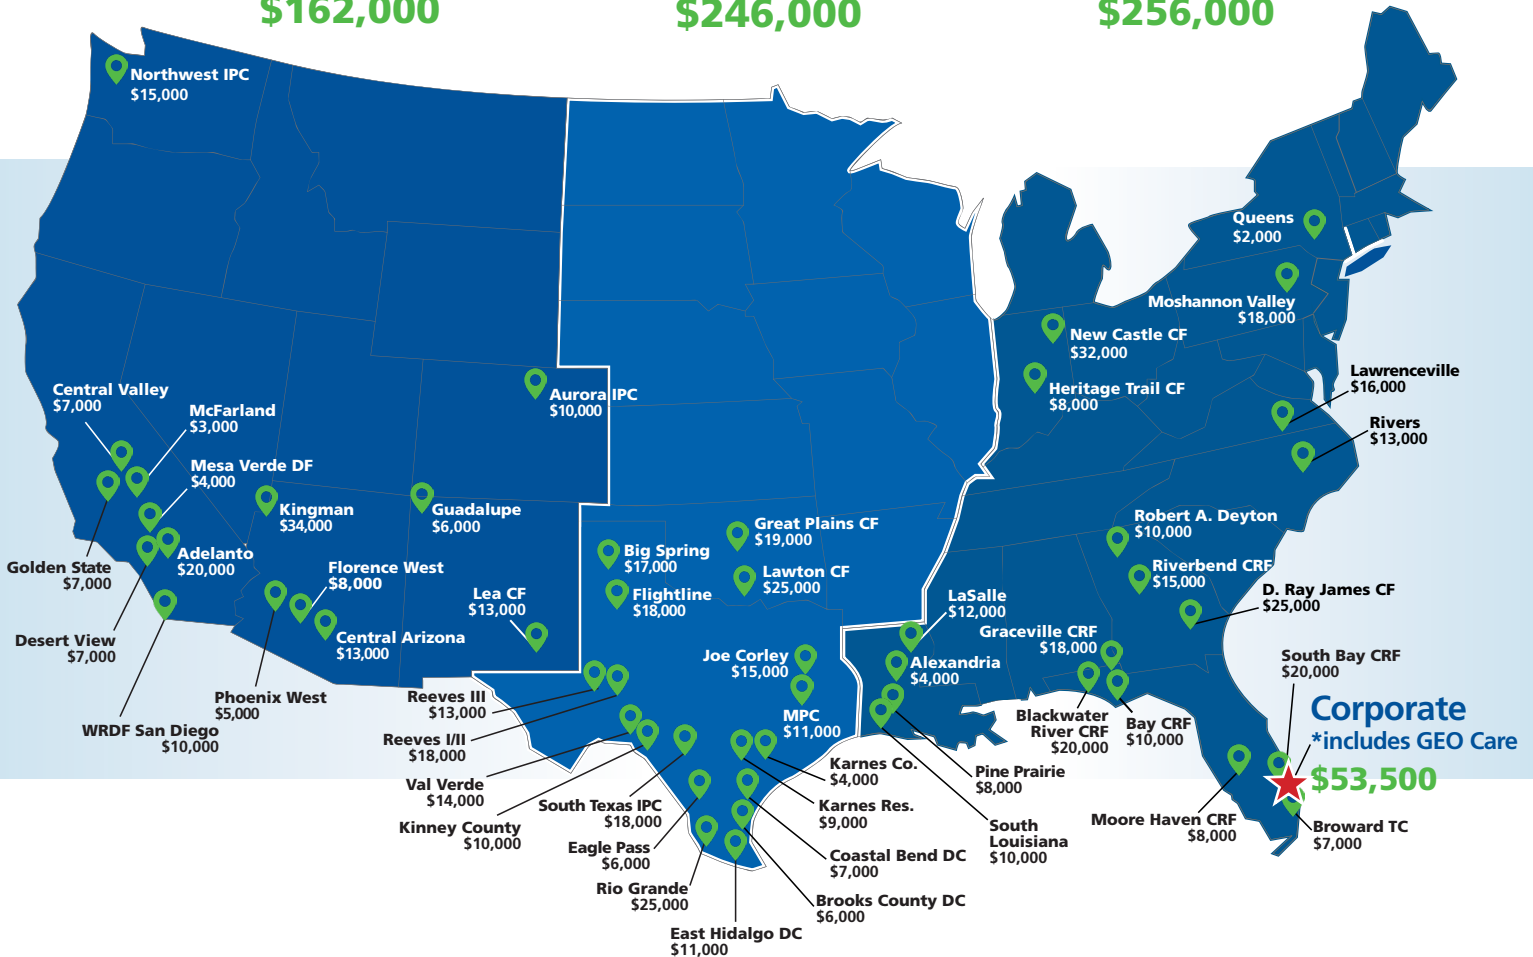 $162,000
$246,000
$256,000
Northwest IPC
$15,000
Central Valley
$7,000
McFarland
$3,000
Mesa Verde DF
$4,000
Kingman
$34,000
Guadalupe
$6,000
Aurora IPC
$10,000
Golden State
$7,000
Adelanto
$20,000
Florence West
$8,000
Desert View
$7,000
Central Arizona
$13,000
Lea CF
$13,000
Phoenix West
$5,000
WRDF San Diego
$10,000
Great Plains CF
$19,000
Big Spring
$17,000
Lawton CF
$25,000
Flightline
$18,000
Joe Corley
$15,000
MPC
$11,000
Reeves III
$13,000
Reeves I/II
$18,000
Val Verde
$14,000
Kinney County
$10,000
South Texas IPC
$18,000
Eagle Pass
$6,000
Rio Grande
$25,000
East Hidalgo DC
$11,000
Karnes Co.
$4,000
Karnes Res.
$9,000
Coastal Bend DC
$7,000
Brooks County DC
$6,000
Queens
$2,000
Moshannon Valley
$18,000
New Castle CF
$32,000
Heritage Trail CF
$8,000
Lawrenceville
$16,000
Rivers
$13,000
Robert A. Deyton
$10,000
Riverbend CRF
$15,000
D. Ray James CF
$25,000
LaSalle
$12,000
Graceville CRF
$18,000
Alexandria
$4,000
South Bay CRF
$20,000
Blackwater
River CRF
$20,000
Bay CRF
$10,000
Pine Prairie
$8,000
South
Louisiana
$10,000
Corporate
*includes GEO Care
$53,500
Moore Haven CRF
$8,000
Broward TC
$7,000